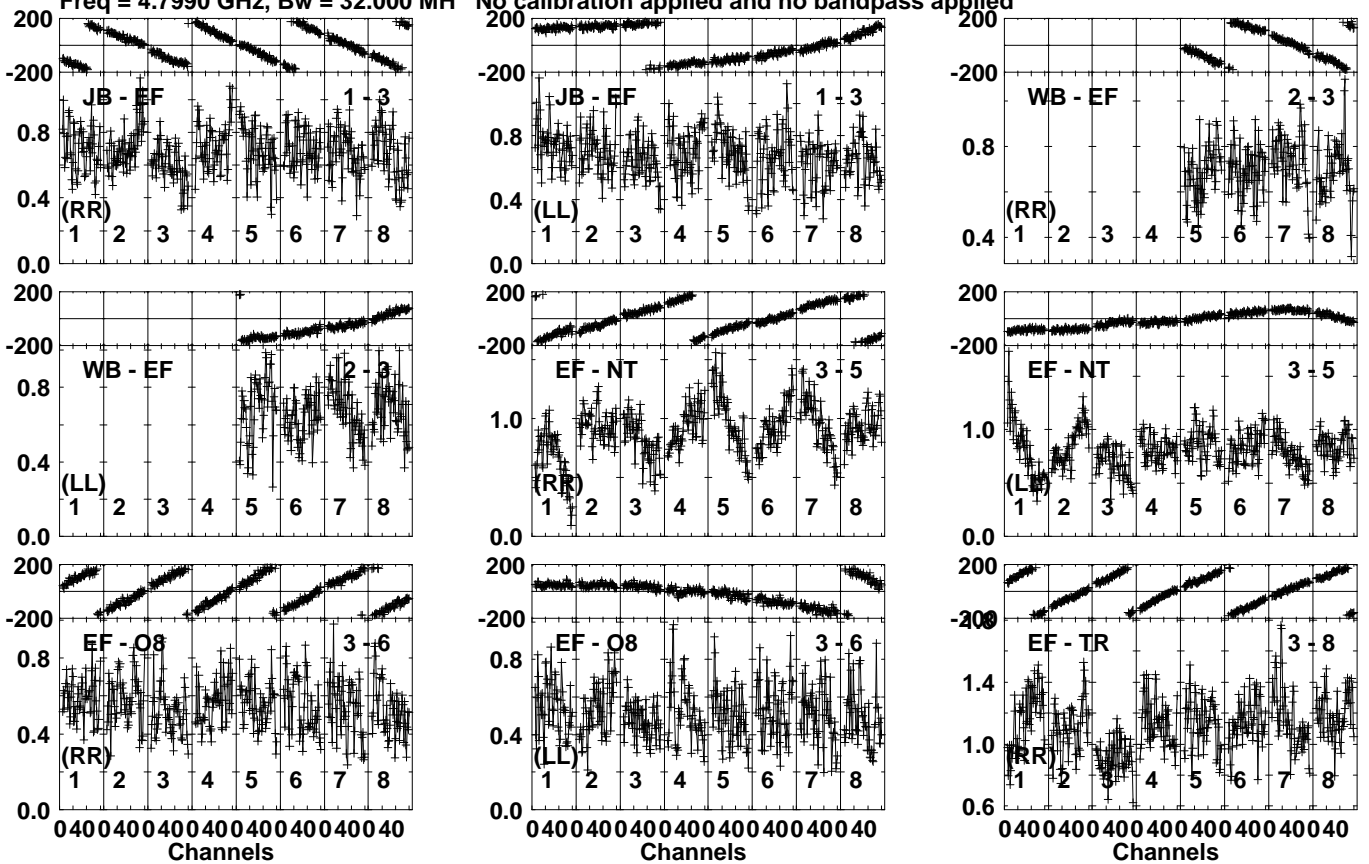 Freq = 4.7990 GHz, Bw = 32.000 MH   No calibration applied and no bandpass applied
200
-200
JB - EF 1 - 3
0.8
0.4
(RR)
1 2 3 4 5 6 7 8
0.0
200
-200
JB - EF 1 - 3
0.8
0.4
(LL)
1 2 3 4 5 6 7 8
0.0
200
-200
WB - EF 2 - 3
0.8
(RR)
0.4
1 2 3 4 5 6 7 8
200
-200
WB - EF 2 - 3
0.8
0.4
(LL)
1 2 3 4 5 6 7 8
0.0
200
-200
EF - NT 3 - 5
1.0
(RR)
1 2 3 4 5 6 7 8
0.0
200
-200
EF - NT 3 - 5
1.0
(LL)
1 2 3 4 5 6 7 8
0.0
200
-200
EF - O8 3 - 6
0.8
0.4
(RR)
1 2 3 4 5 6 7 8
0.0
0 40 0 40 0 40 0 40 0 40 0 40 0 40 0 40
Channels
200
-200
EF - O8 3 - 6
0.8
0.4
(LL)
1 2 3 4 5 6 7 8
0.0
0 40 0 40 0 40 0 40 0 40 0 40 0 40 0 40
Channels
200
-200
1.8
EF - TR 3 - 8
1.4
1.0
(RR)
1 2 3 4 5 6 7 8
0.6
0 40 0 40 0 40 0 40 0 40 0 40 0 40 0 40
Channels